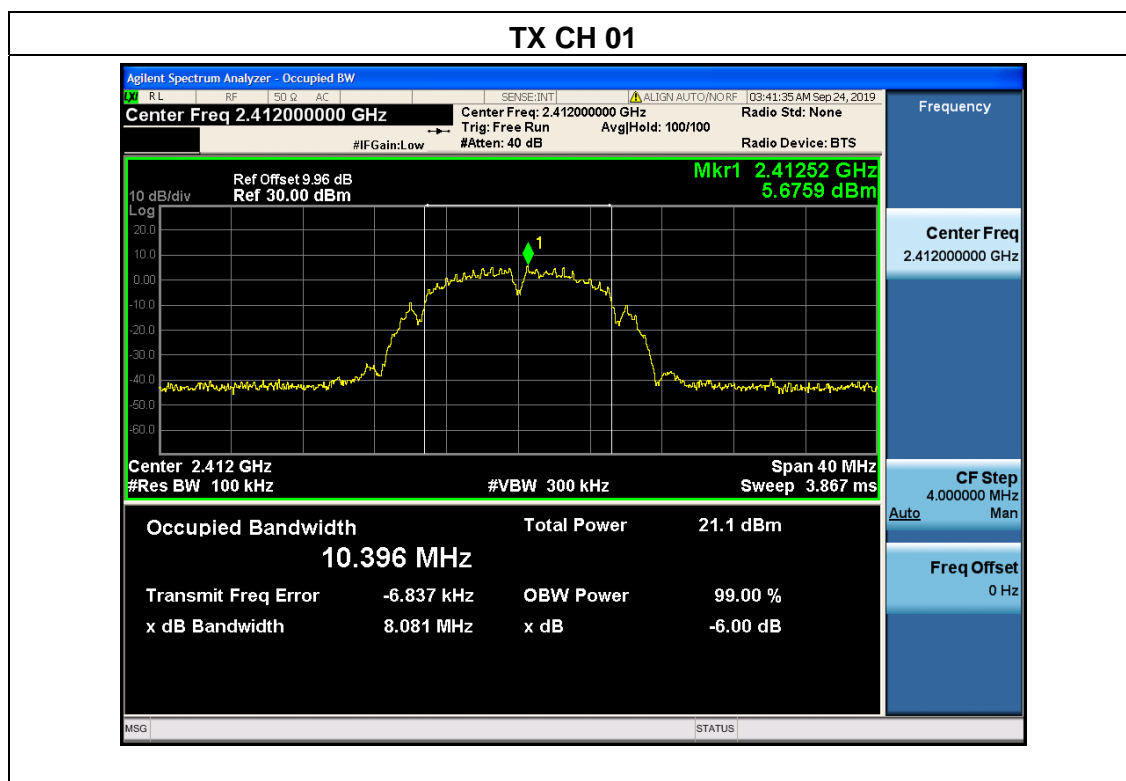 TX CH 01
Agilent Spectrum Analyzer - Occupied BW
LXI RL RF 50 Ω AC SENSE:INT ALIGN AUTO/NO RF 03:41:35 AM Sep 24, 2019
Center Freq 2.412000000 GHz
Center Freq: 2.412000000 GHz Radio Std: None
Trig: Free Run Avg|Hold: 100/100
#IFGain:Low #Atten: 40 dB Radio Device: BTS
Frequency
Mkr1 2.41252 GHz
5.6759 dBm
Ref Offset 9.96 dB
10 dB/div Ref 30.00 dBm
Log
20.0
10.0
0.00
-10.0
-20.0
-30.0
-40.0
-50.0
-60.0
1
Center Freq
2.412000000 GHz
Center 2.412 GHz Span 40 MHz
#Res BW 100 kHz #VBW 300 kHz Sweep 3.867 ms
CF Step
4.000000 MHz
Auto Man
Occupied Bandwidth Total Power 21.1 dBm
10.396 MHz
Transmit Freq Error -6.837 kHz OBW Power 99.00 %
x dB Bandwidth 8.081 MHz x dB -6.00 dB
Freq Offset
0 Hz
MSG STATUS